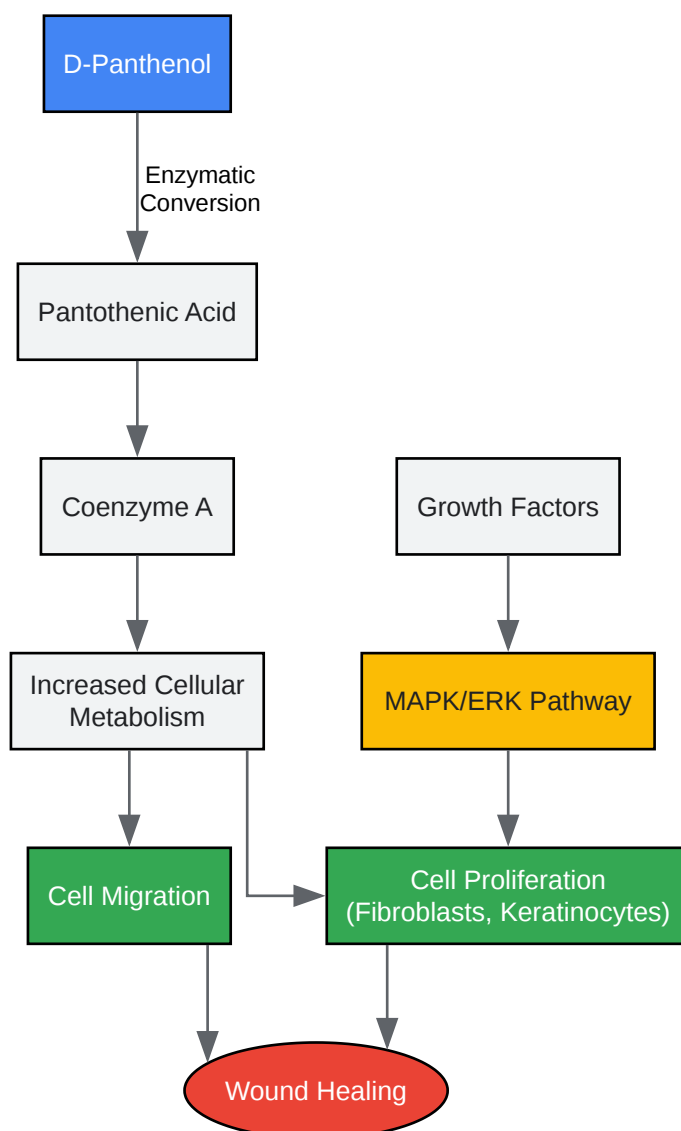 D-Panthenol
Enzymatic
Conversion
Pantothenic Acid
Coenzyme A
Growth Factors
Increased Cellular
Metabolism
MAPK/ERK Pathway
Cell Migration
Cell Proliferation
(Fibroblasts, Keratinocytes)
Wound Healing